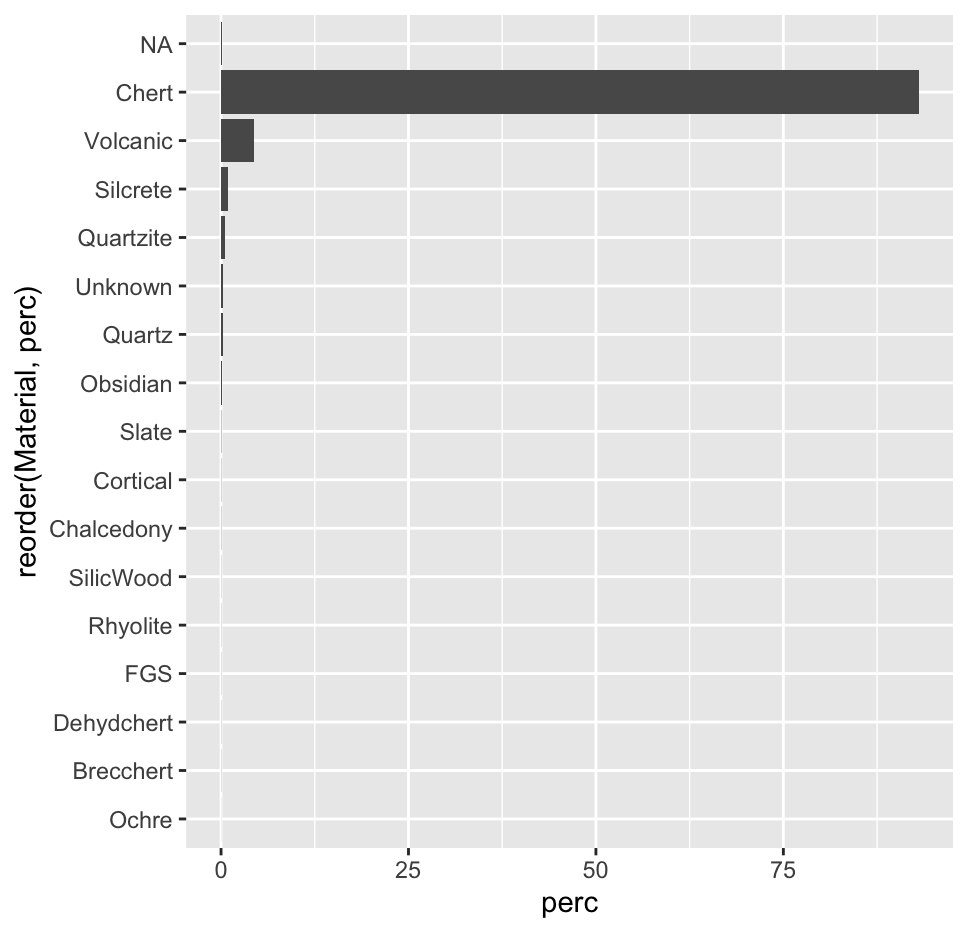 NA
Chert
Volcanic
Silcrete
Quartzite
Unknown
Quartz
Obsidian
Slate
Cortical
Chalcedony
SilicWood
Rhyolite
FGS
Dehydchert
Brecchert
Ochre
reorder(Material, perc)
0 25 50 75
perc